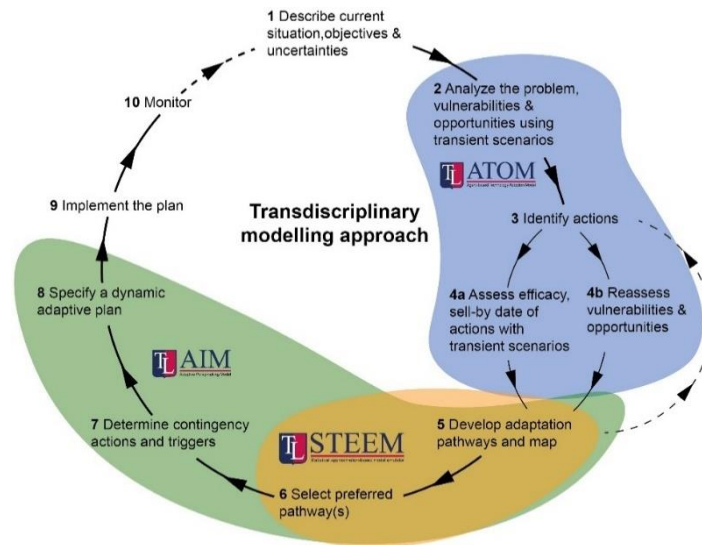 1 Describe current
situation,objectives &
uncertainties
2 Analyze the problem,
vulnerabilities &
opportunities using
transient scenarios
TL ATOM
3 Identify actions
4a Assess efficacy,
sell-by date of
actions with
transient scenarios
4b Reassess
vulnerabilities &
opportunities
5 Develop adaptation
pathways and map
TL STEEM
6 Select preferred
pathway(s)
7 Determine contingency
actions and triggers
TL AIM
8 Specify a dynamic
adaptive plan
9 Implement the plan
10 Monitor
Transdisciplinary
modelling approach